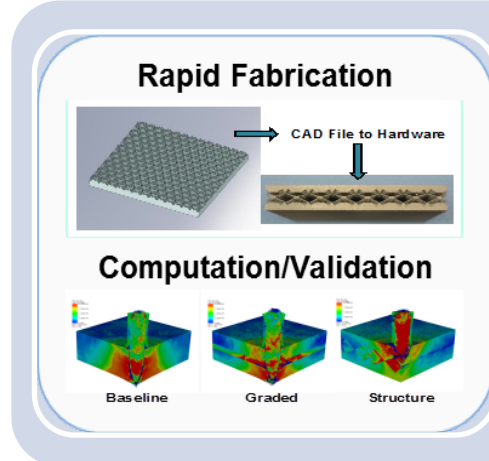 Rapid Fabrication
CAD File to Hardware
Computation/Validation
Baseline
Graded
Structure